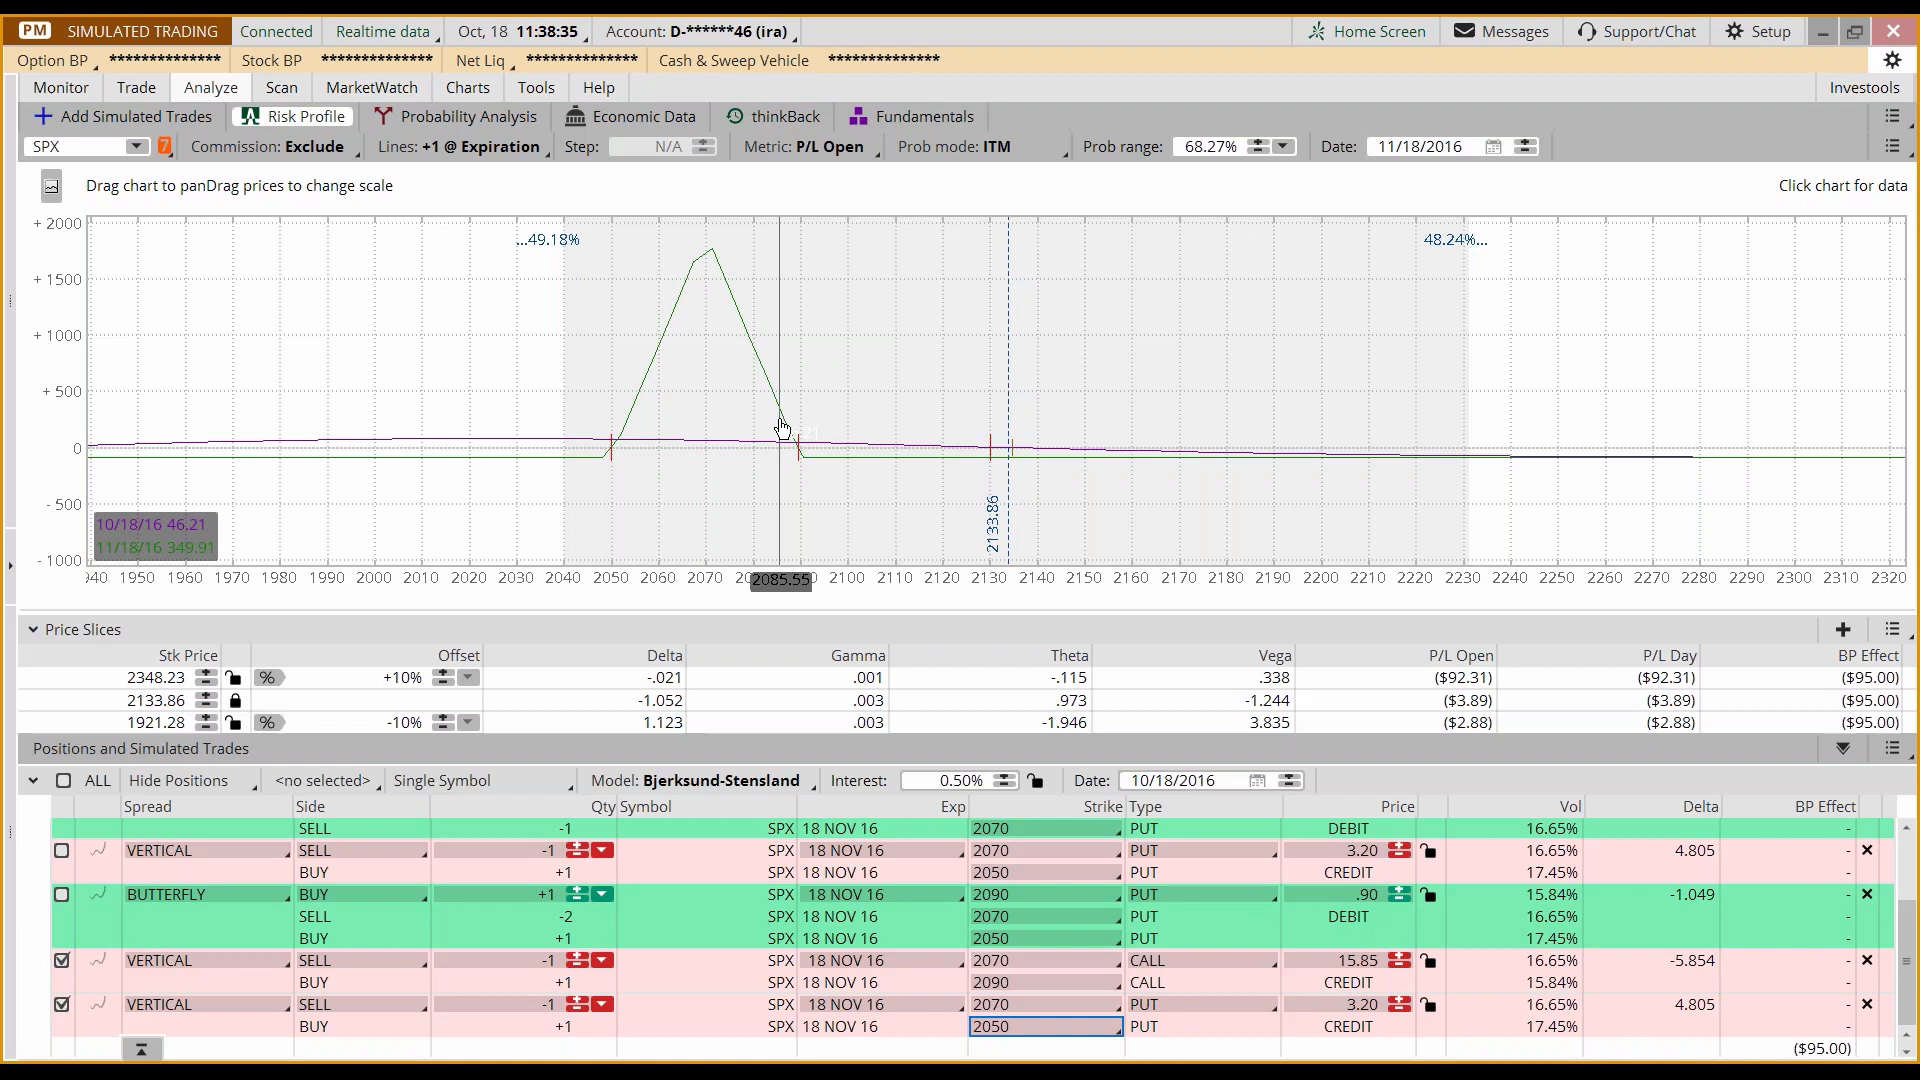 PM SIMULATED TRADING Connected Realtime data Oct, 18 11:38:35 Account: D-******46 (ira) Home Screen Messages Support/Chat Setup
Option BP ************** Stock BP ************** Net Liq ************** Cash & Sweep Vehicle **************
Monitor Trade Analyze Scan MarketWatch Charts Tools Help Investools
Add Simulated Trades Risk Profile Probability Analysis Economic Data thinkBack Fundamentals
SPX 7 Commission: Exclude Lines: +1 @ Expiration Step: N/A Metric: P/L Open Prob mode: ITM Prob range: 68.27% Date: 11/18/2016
Drag chart to panDrag prices to change scale Click chart for data
+ 2000
...49.18% 48.24%...
+ 1500
+ 1000
+ 500
0
- 500
2133.86
10/18/16 46.21
11/18/16 349.91
- 1000
1950 1960 1970 1980 1990 2000 2010 2020 2030 2040 2050 2060 2070 2085.55 2100 2110 2120 2130 2140 2150 2160 2170 2180 2190 2200 2210 2220 2230 2240 2250 2260 2270 2280 2290 2300 2310 2320
Price Slices
Stk Price Offset Delta Gamma Theta Vega P/L Open P/L Day BP Effect
2348.23 % +10% -.021 .001 -.115 .338 ($92.31) ($92.31) ($95.00)
2133.86 -1.052 .003 .973 -1.244 ($3.89) ($3.89) ($95.00)
1921.28 % -10% 1.123 .003 -1.946 3.835 ($2.88) ($2.88) ($95.00)
Positions and Simulated Trades
ALL Hide Positions <no selected> Single Symbol Model: Bjerksund-Stensland Interest: 0.50% Date: 10/18/2016
Spread Side Qty Symbol Exp Strike Type Price Vol Delta BP Effect
SELL -1 SPX 18 NOV 16 2070 PUT DEBIT 16.65% -
VERTICAL SELL -1 SPX 18 NOV 16 2070 PUT 3.20 16.65% 4.805 -
BUY +1 SPX 18 NOV 16 2050 PUT CREDIT 17.45% -
BUTTERFLY BUY +1 SPX 18 NOV 16 2090 PUT .90 15.84% -1.049 -
SELL -2 SPX 18 NOV 16 2070 PUT DEBIT 16.65% -
BUY +1 SPX 18 NOV 16 2050 PUT 17.45% -
VERTICAL SELL -1 SPX 18 NOV 16 2070 CALL 15.85 16.65% -5.854 -
BUY +1 SPX 18 NOV 16 2090 CALL CREDIT 15.84% -
VERTICAL SELL -1 SPX 18 NOV 16 2070 PUT 3.20 16.65% 4.805 -
BUY +1 SPX 18 NOV 16 2050 PUT CREDIT 17.45% -
($95.00)